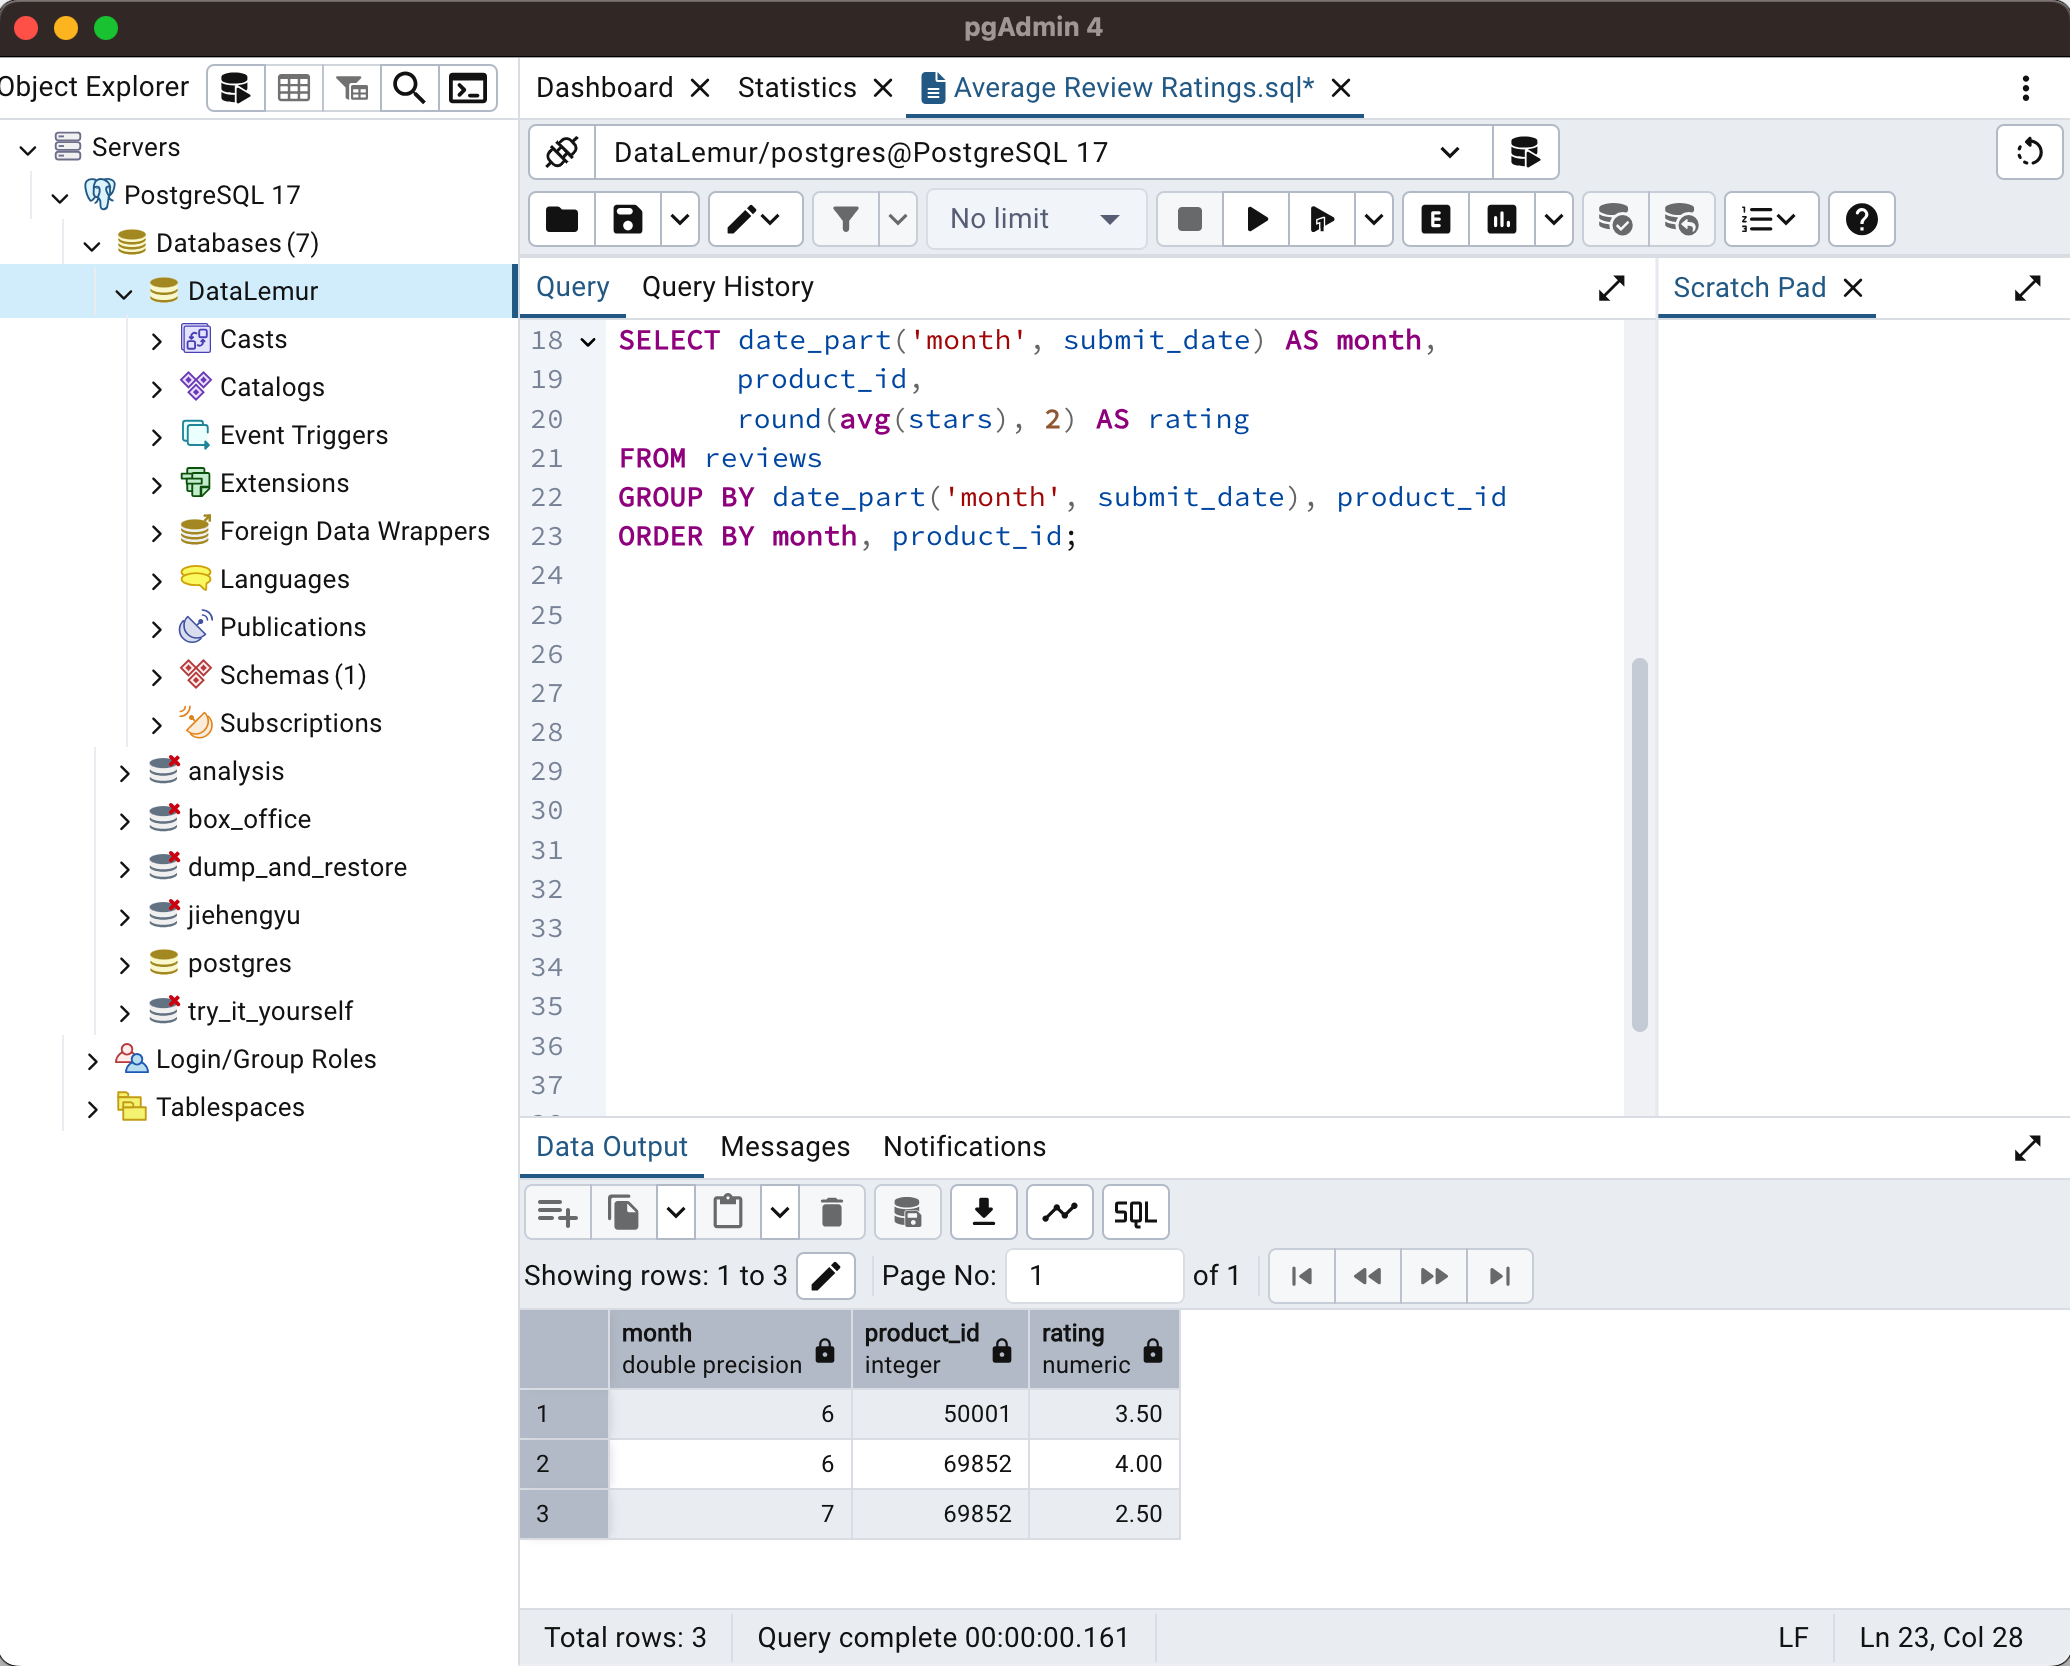 pgAdmin 4
Object Explorer
Dashboard
Statistics
Average Review Ratings.sql*
Servers
PostgreSQL 17
Databases (7)
DataLemur
Casts
Catalogs
Event Triggers
Extensions
Foreign Data Wrappers
Languages
Publications
Schemas (1)
Subscriptions
analysis
box_office
dump_and_restore
jiehengyu
postgres
try_it_yourself
Login/Group Roles
Tablespaces
DataLemur/postgres@PostgreSQL 17
No limit
E
Query
Query History
Scratch Pad
18 SELECT date_part('month', submit_date) AS month,
19 product_id,
20 round(avg(stars), 2) AS rating
21 FROM reviews
22 GROUP BY date_part('month', submit_date), product_id
23 ORDER BY month, product_id;
24
25
26
27
28
29
30
31
32
33
34
35
36
37
Data Output
Messages
Notifications
SQL
Showing rows: 1 to 3
Page No: 1 of 1
month product_id rating
double precision integer numeric
1 6 50001 3.50
2 6 69852 4.00
3 7 69852 2.50
Total rows: 3
Query complete 00:00:00.161
LF
Ln 23, Col 28